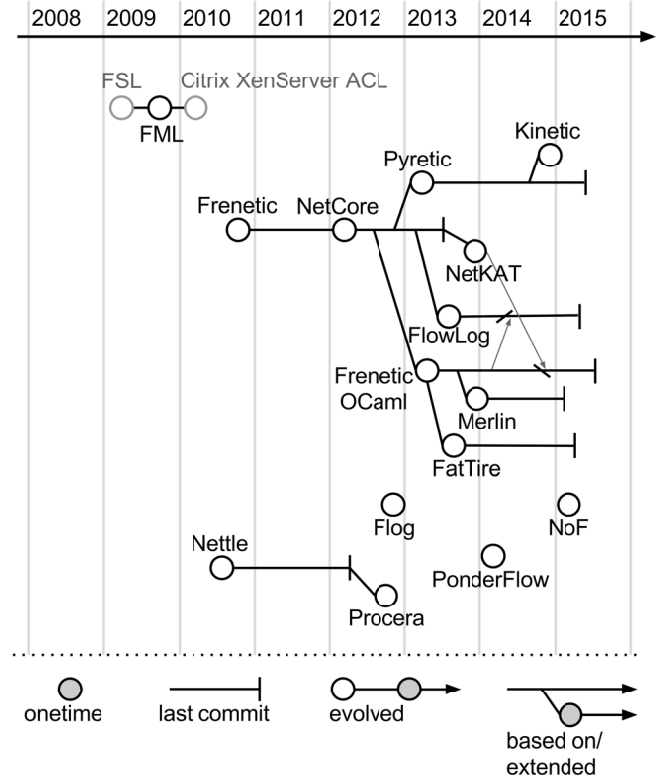 2008 2009 2010 2011 2012 2013 2014 2015
FSL Citrix XenServer ACL
FML
Kinetic
Pyretic
Frenetic NetCore
NetKAT
FlowLog
Frenetic
OCaml
Merlin
FatTire
Flog NoF
Nettle
PonderFlow
Procera
onetime last commit evolved
based on/
extended